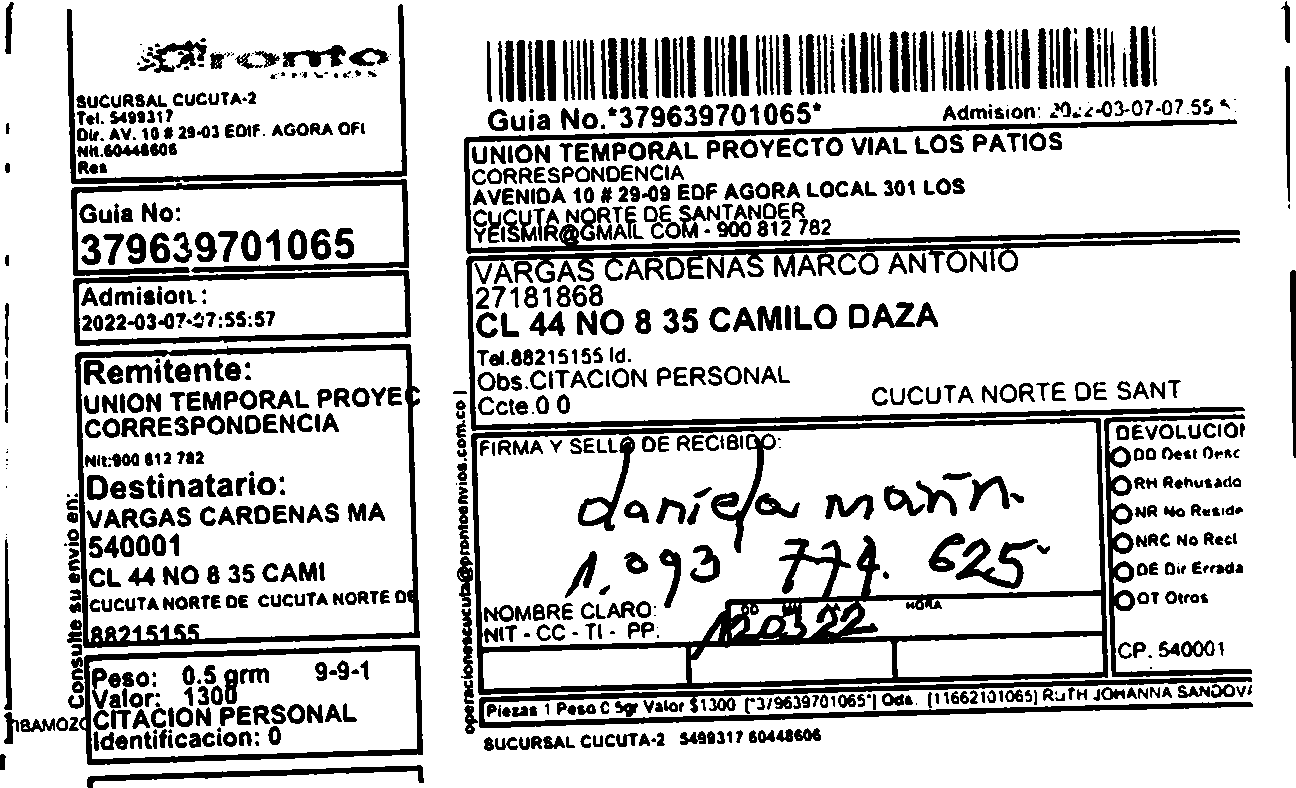 Pronto
envios
SUCURSAL CUCUTA-2
Tel. 5499317
Dir. AV. 10 # 29-03 EDIF. AGORA OFI
Nit.60448606
Res
Guia No:
379639701065
Admision:
2022-03-07-07:55:57
Remitente:
UNION TEMPORAL PROYEC
CORRESPONDENCIA
Nit:900 812 782
Destinatario:
VARGAS CARDENAS MA
540001
CL 44 NO 8 35 CAMI
CUCUTA NORTE DE CUCUTA NORTE DE
88215155
Peso: 0.5 grm 9-9-1
Valor: 1300
CITACION PERSONAL
Identificacion: 0
Consulte su envio en:
IBAMOZO
operacionescucuta@prontoenvios.com.co |
Guia No.*379639701065* Admision: 2022-03-07-07.55
UNION TEMPORAL PROYECTO VIAL LOS PATIOS
CORRESPONDENCIA
AVENIDA 10 # 29-09 EDF AGORA LOCAL 301 LOS
CUCUTA NORTE DE SANTANDER
YEISMIR@GMAIL COM - 900 812 782
VARGAS CARDENAS MARCO ANTONIO
27181868
CL 44 NO 8 35 CAMILO DAZA
Tel.88215155 Id.
Obs.CITACION PERSONAL
Ccte.0 0 CUCUTA NORTE DE SANT
FIRMA Y SELLO DE RECIBIDO:
daniela
1.093 774. 625
NOMBRE CLARO:
NIT - CC - TI - PP.
DD MM HORA
120322
DEVOLUCION
DD Dest Desc
RH Rehusado
NR No Reside
NRC No Recl
DE Dir Errada
OT Otros
CP. 540001
Piezas 1 Peso C 5gr Valor $1300 ["379639701065"] Ods. [11662101065] RUTH JOHANNA SANDOVA
SUCURSAL CUCUTA-2 5499317 60448606